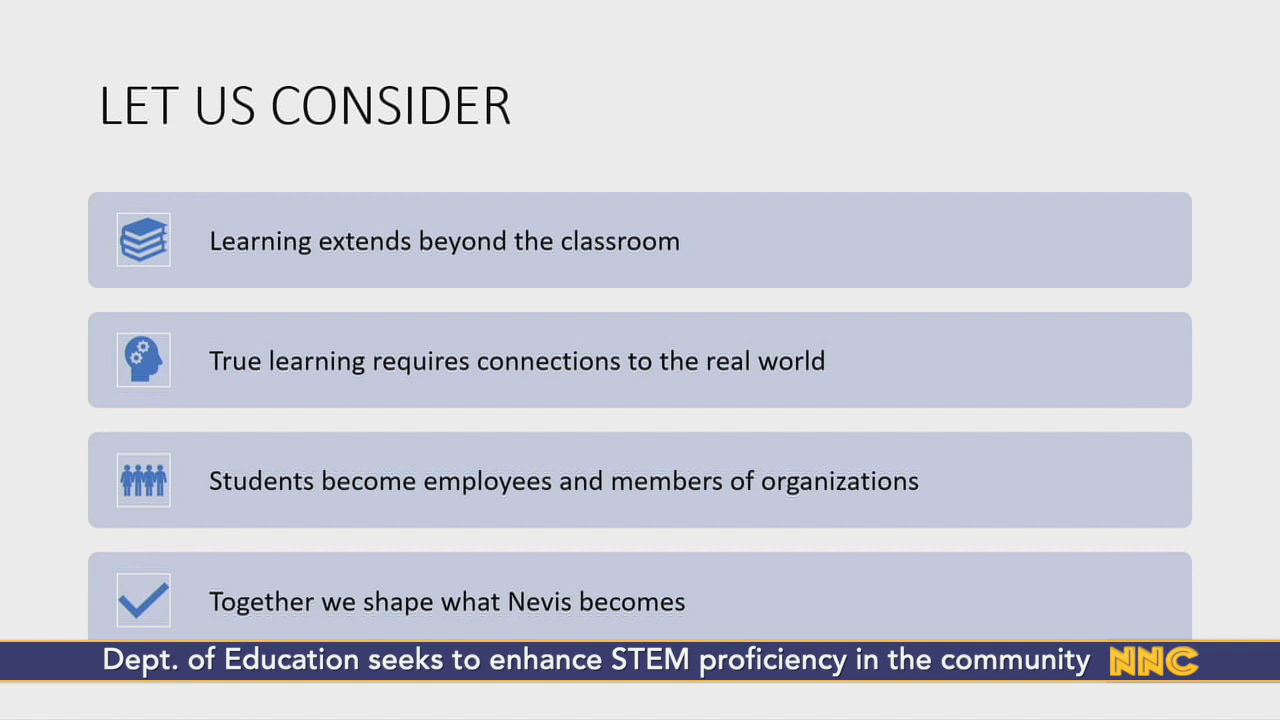 LET US CONSIDER
Learning extends beyond the classroom
True learning requires connections to the real world
Students become employees and members of organizations
Together we shape what Nevis becomes
Dept. of Education seeks to enhance STEM proficiency in the community NNC